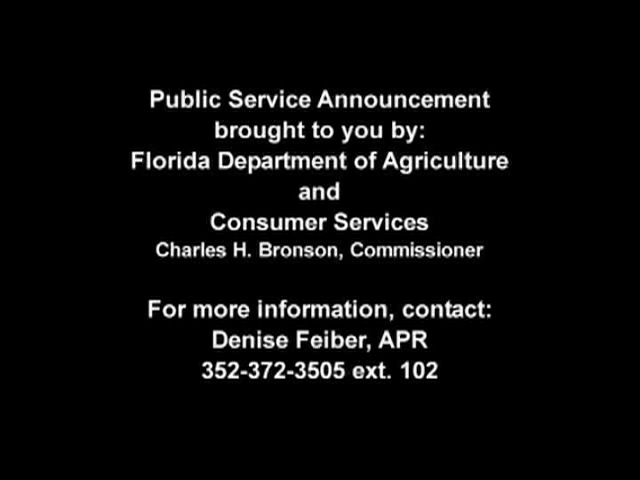 Public Service Announcement
brought to you by:
Florida Department of Agriculture
and
Consumer Services
Charles H. Bronson, Commissioner
For more information, contact:
Denise Feiber, APR
352-372-3505 ext. 102